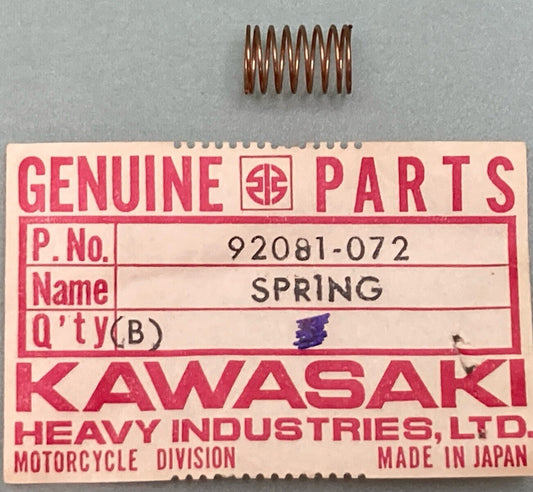 GENUINE PARTS
P. No. 92081-072
Name SPRING
Q'ty (B)
KAWASAKI
HEAVY INDUSTRIES, LTD.
MOTORCYCLE DIVISION MADE IN JAPAN